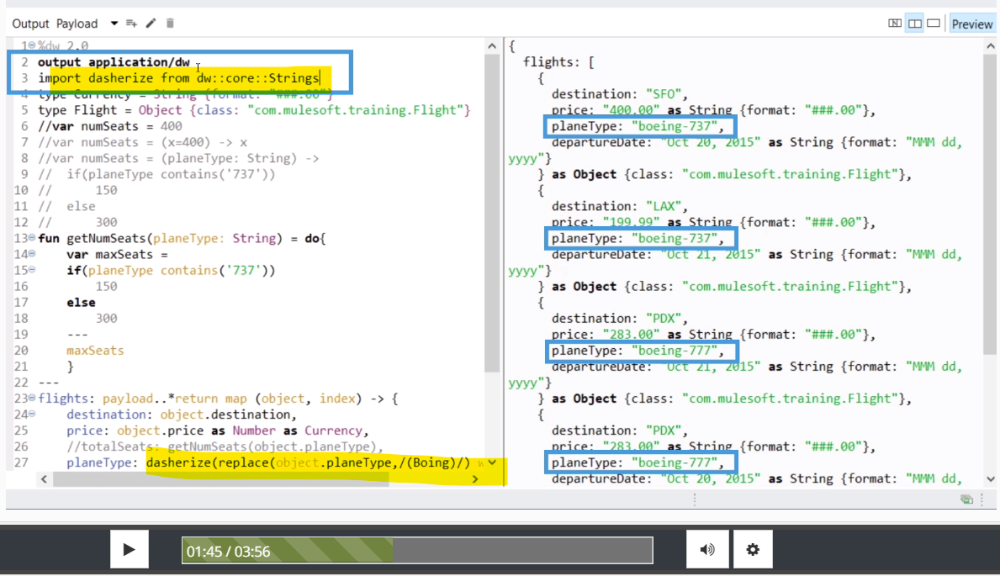 Output Payload
Preview
1 %dw 2.0
2 output application/dw
3 import dasherize from dw::core::Strings
4 type Currency = String {format: "###.00"}
5 type Flight = Object {class: "com.mulesoft.training.Flight"}
6 //var numSeats = 400
7 //var numSeats = (x=400) -> x
8 //var numSeats = (planeType: String) ->
9 //  if(planeType contains('737'))
10 //      150
11 //  else
12 //      300
13 fun getNumSeats(planeType: String) = do{
14     var maxSeats =
15     if(planeType contains('737'))
16         150
17     else
18         300
19     ---
20     maxSeats
21     }
22 ---
23 flights: payload..*return map (object, index) -> {
24     destination: object.destination,
25     price: object.price as Number as Currency,
26     //totalSeats: getNumSeats(object.planeType),
27     planeType: dasherize(replace(object.planeType,/(Boing)/) w
{
  flights: [
    {
      destination: "SFO",
      price: "400.00" as String {format: "###.00"},
      planeType: "boeing-737",
      departureDate: "Oct 20, 2015" as String {format: "MMM dd,
yyyy"}
    } as Object {class: "com.mulesoft.training.Flight"},
    {
      destination: "LAX",
      price: "199.99" as String {format: "###.00"},
      planeType: "boeing-737",
      departureDate: "Oct 21, 2015" as String {format: "MMM dd,
yyyy"}
    } as Object {class: "com.mulesoft.training.Flight"},
    {
      destination: "PDX",
      price: "283.00" as String {format: "###.00"},
      planeType: "boeing-777",
      departureDate: "Oct 21, 2015" as String {format: "MMM dd,
yyyy"}
    } as Object {class: "com.mulesoft.training.Flight"},
    {
      destination: "PDX",
      price: "283.00" as String {format: "###.00"},
      planeType: "boeing-777",
      departureDate: "Oct 20, 2015" as String {format: "MMM dd,
01:45 / 03:56